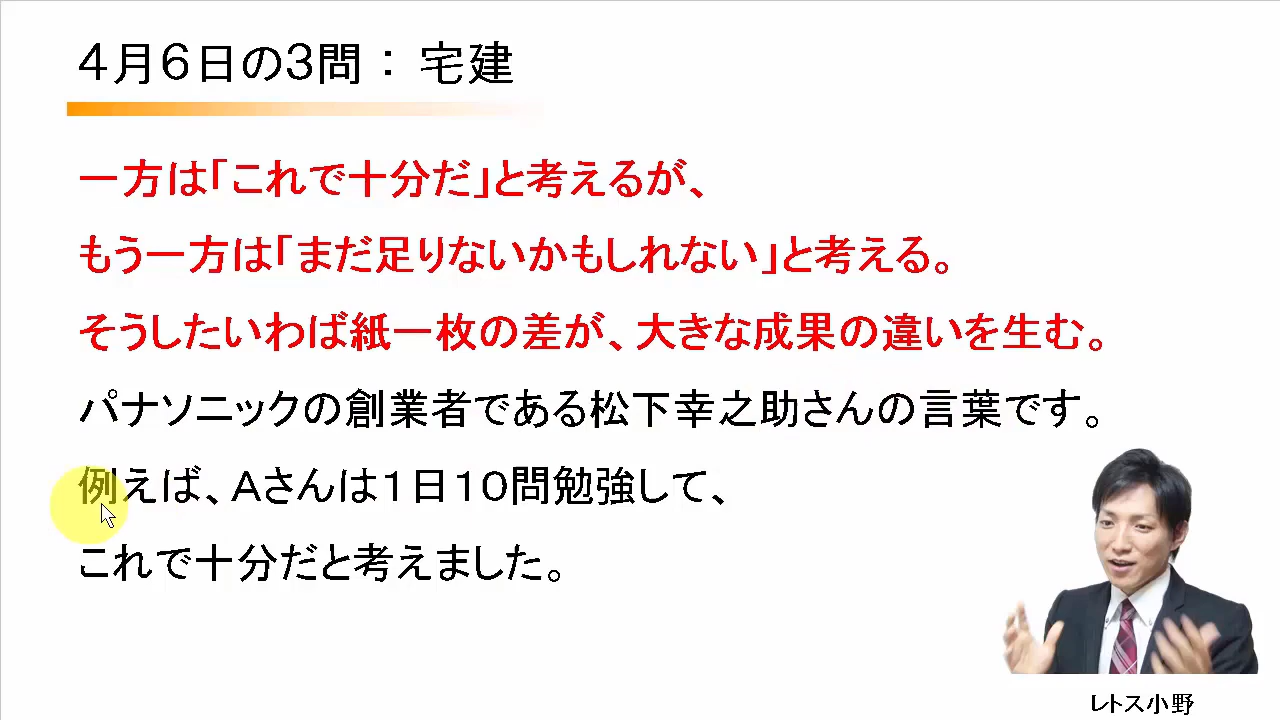 4月6日の3問：宅建
一方は「これで十分だ」と考えるが、
もう一方は「まだ足りないかもしれない」と考える。
そうしたいわば紙一枚の差が、大きな成果の違いを生む。
パナソニックの創業者である松下幸之助さんの言葉です。
例えば、Aさんは1日10問勉強して、
これで十分だと考えました。
レトス小野